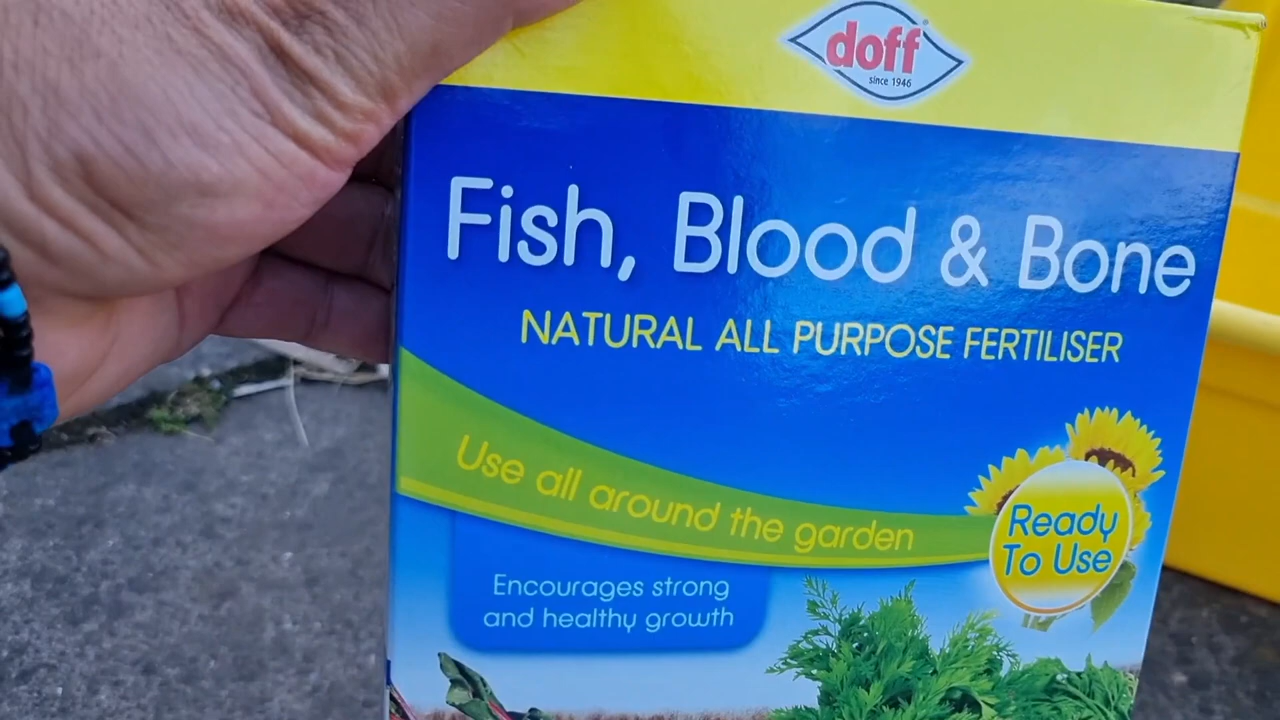 doff
since 1946
Fish, Blood & Bone
NATURAL ALL PURPOSE FERTILISER
Use all around the garden
Ready
To Use
Encourages strong
and healthy growth